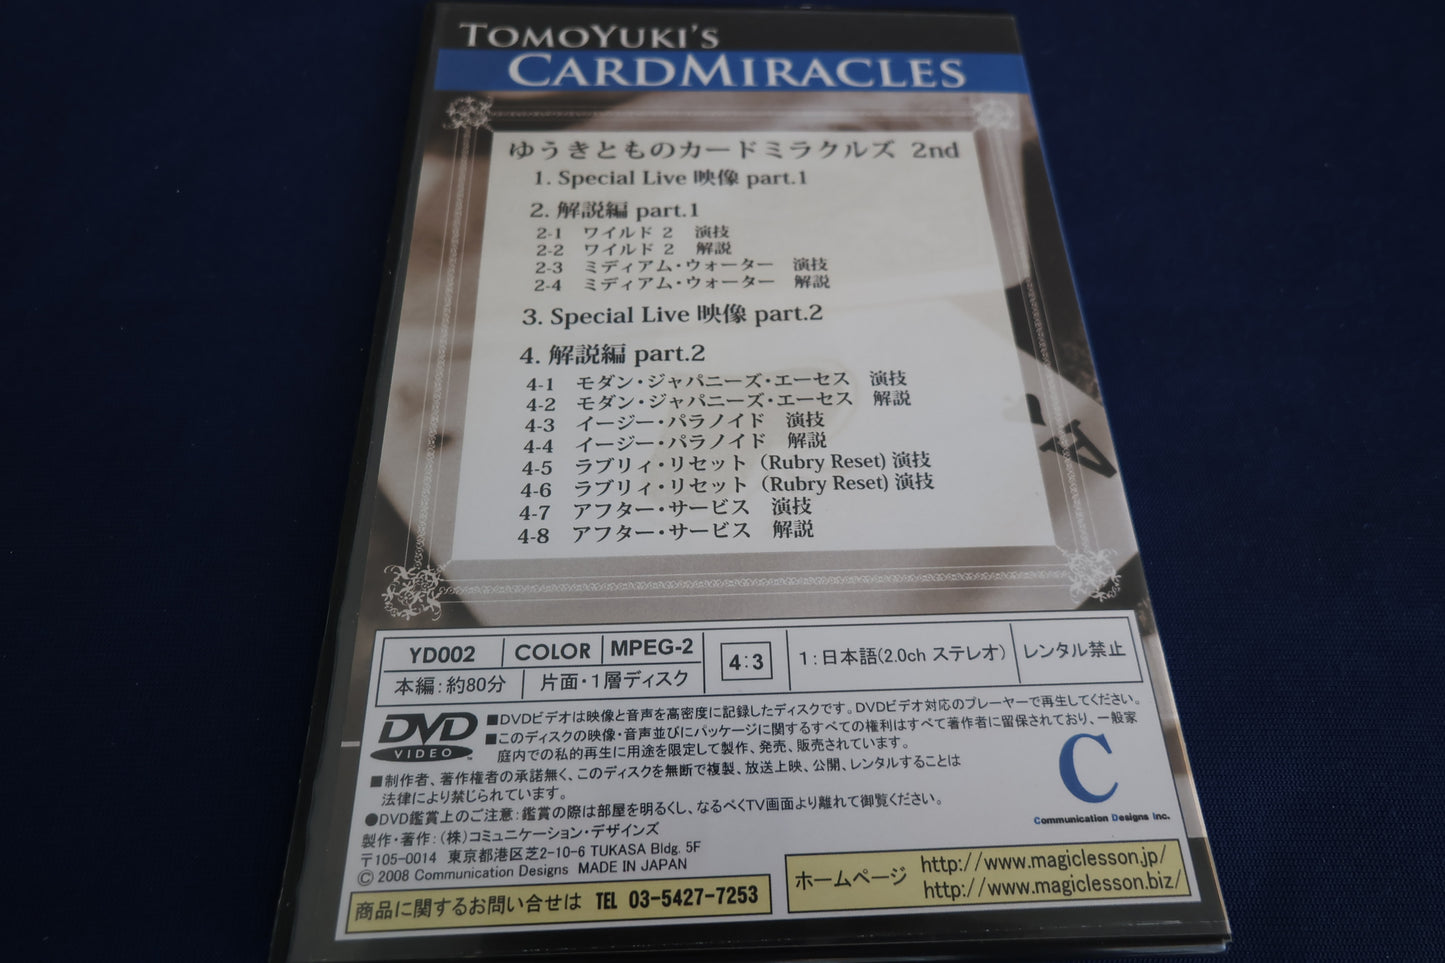 TOMOYUKI'S
CARDMIRACLES
ゆうきとものカードミラクルズ 2nd
1. Special Live 映像 part.1
2. 解説編 part.1
2-1 ワイルド 2 演技
2-2 ワイルド 2 解説
2-3 ミディアム・ウォーター 演技
2-4 ミディアム・ウォーター 解説
3. Special Live 映像 part.2
4. 解説編 part.2
4-1 モダン・ジャパニーズ・エーセス 演技
4-2 モダン・ジャパニーズ・エーセス 解説
4-3 イージー・パラノイド 演技
4-4 イージー・パラノイド 解説
4-5 ラブリィ・リセット (Rubry Reset) 演技
4-6 ラブリィ・リセット (Rubry Reset) 演技
4-7 アフター・サービス 演技
4-8 アフター・サービス 解説
A
YD002 COLOR MPEG-2 4:3 1:日本語(2.0ch ステレオ) レンタル禁止
本編:約80分 片面・1層ディスク
DVD
VIDEO
■DVDビデオは映像と音声を高密度に記録したディスクです。DVDビデオ対応のプレーヤーで再生してください。
■このディスクの映像・音声並びにパッケージに関するすべての権利はすべて著作者に留保されており、一般家
庭内での私的再生に用途を限定して製作、発売、販売されています。
■制作者、著作権者の承諾無く、このディスクを無断で複製、放送上映、公開、レンタルすることは
法律により禁じられています。
●DVD鑑賞上のご注意:鑑賞の際は部屋を明るくし、なるべくTV画面より離れて御覧ください。
製作・著作:(株)コミュニケーション・デザインズ
〒105-0014 東京都港区芝2-10-6 TUKASA Bldg. 5F
© 2008 Communication Designs MADE IN JAPAN
C
Communication Designs Inc.
商品に関するお問い合せは TEL 03-5427-7253
ホームページ http://www.magiclesson.jp/
http://www.magiclesson.biz/